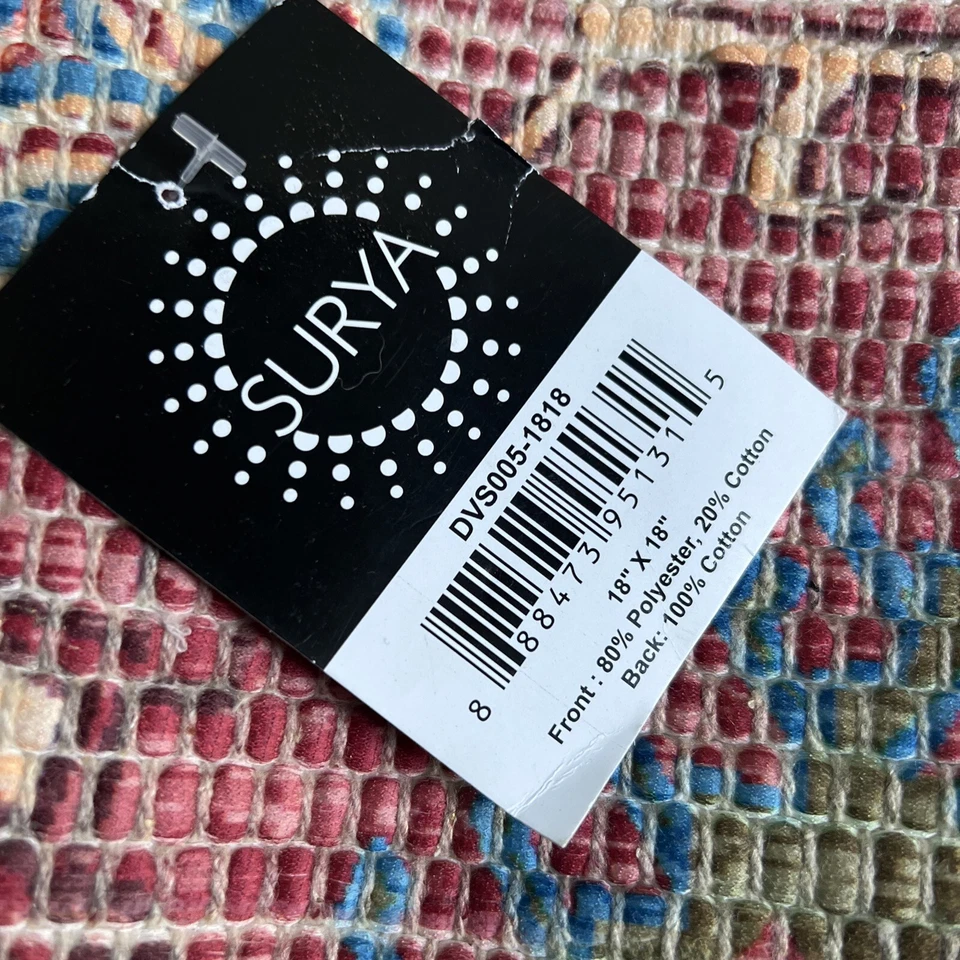 SURYA
DVS005-1818
8 88473 95131 5
18" X 18"
Front : 80% Polyester, 20% Cotton
Back: 100% Cotton